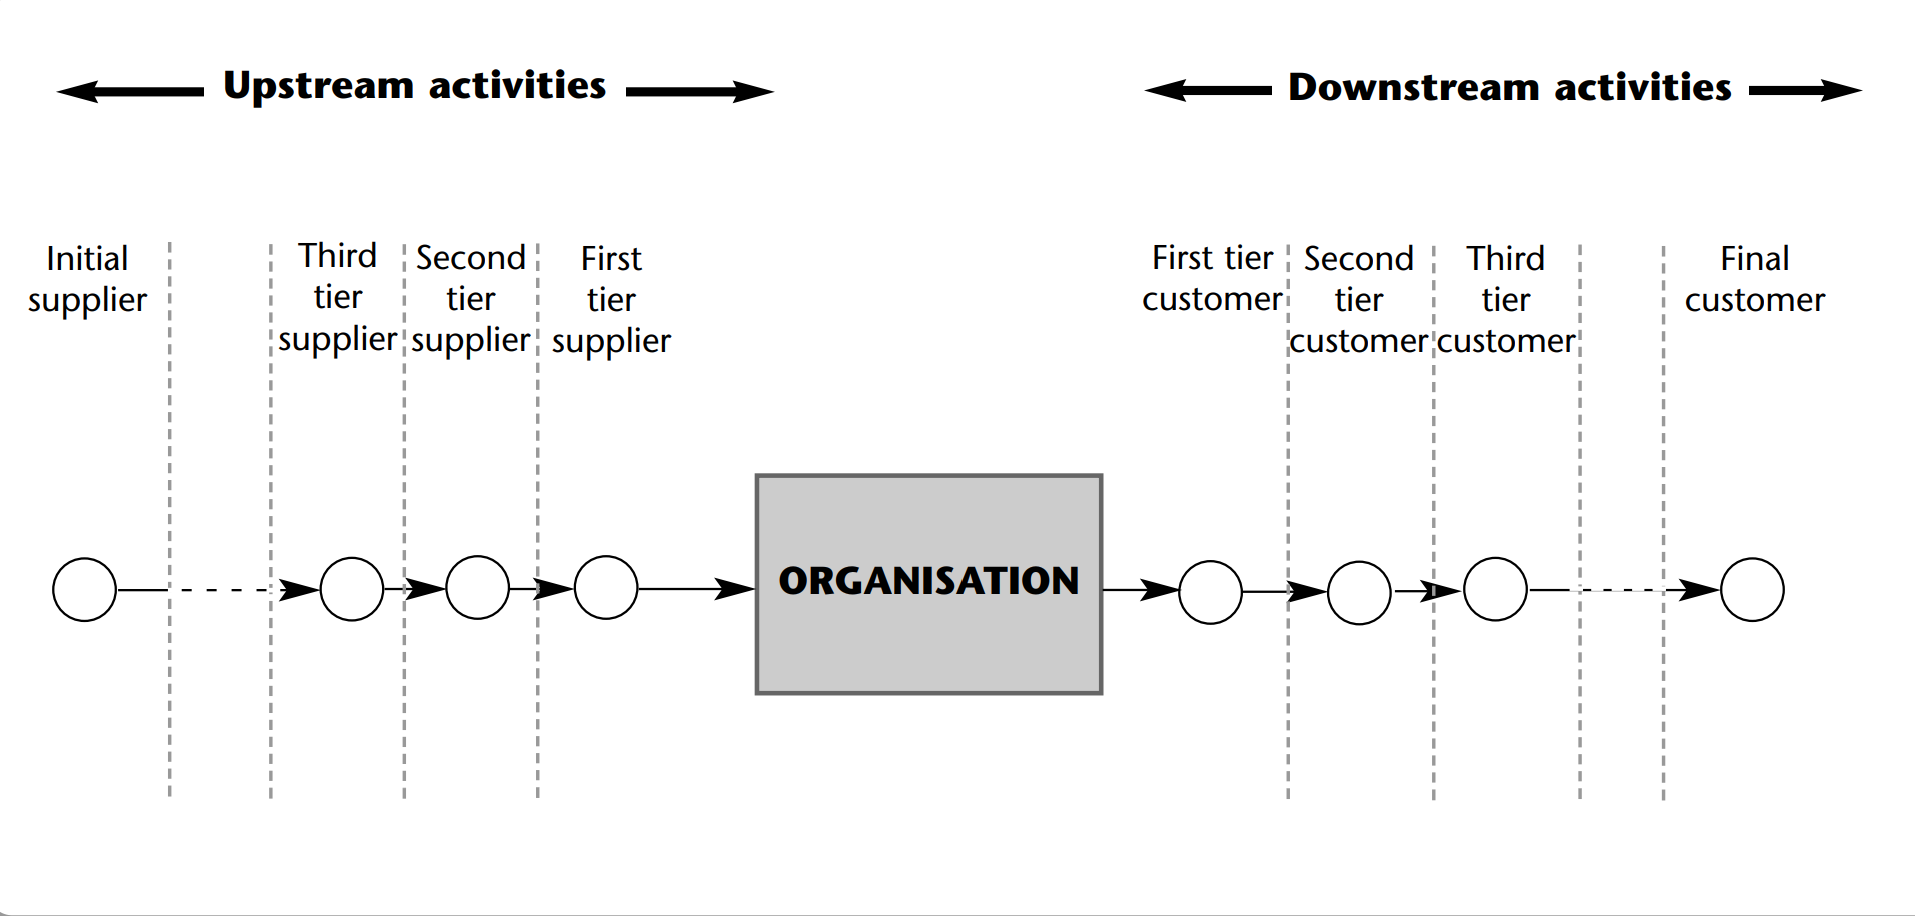 Upstream activities
Downstream activities
Initial
supplier
Third
tier
supplier
Second
tier
supplier
First
tier
supplier
First tier
customer
Second
tier
customer
Third
tier
customer
Final
customer
ORGANISATION